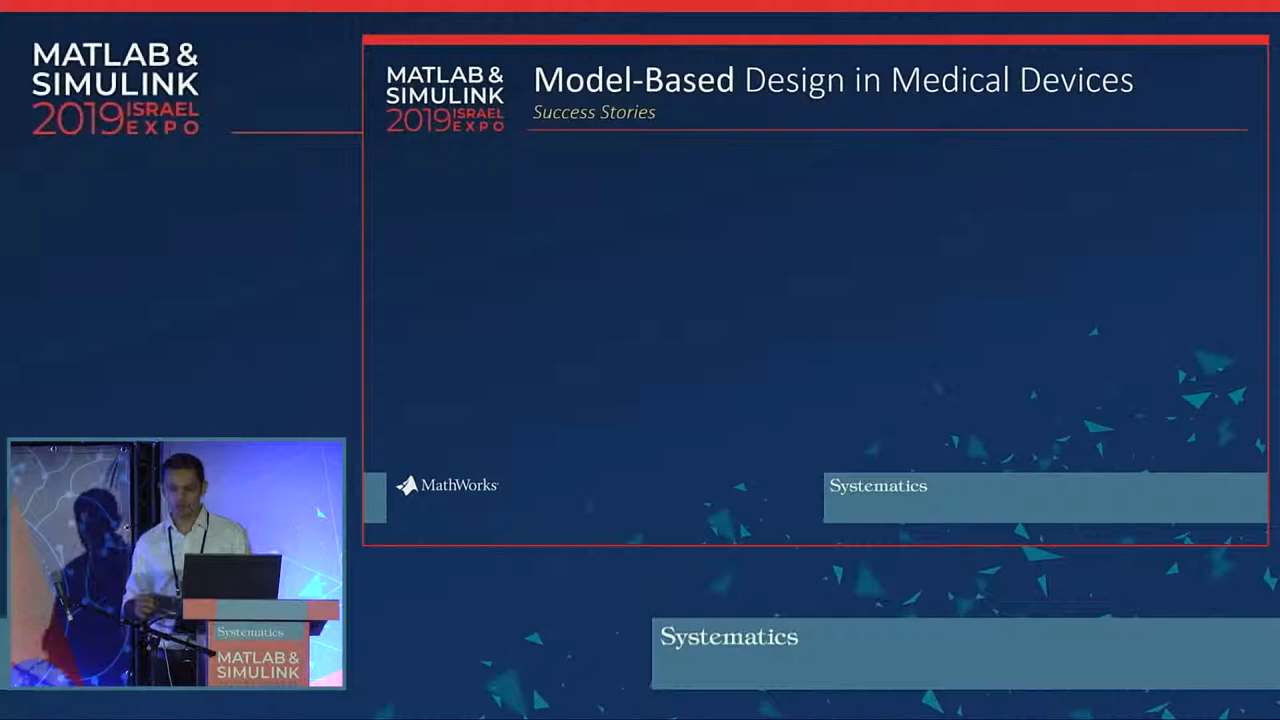 MATLAB &
SIMULINK
2019 ISRAEL
EXPO
MATLAB &
SIMULINK
2019 ISRAEL
EXPO
Model-Based Design in Medical Devices
Success Stories
MathWorks
Systematics
Systematics
Systematics
MATLAB &
SIMULINK